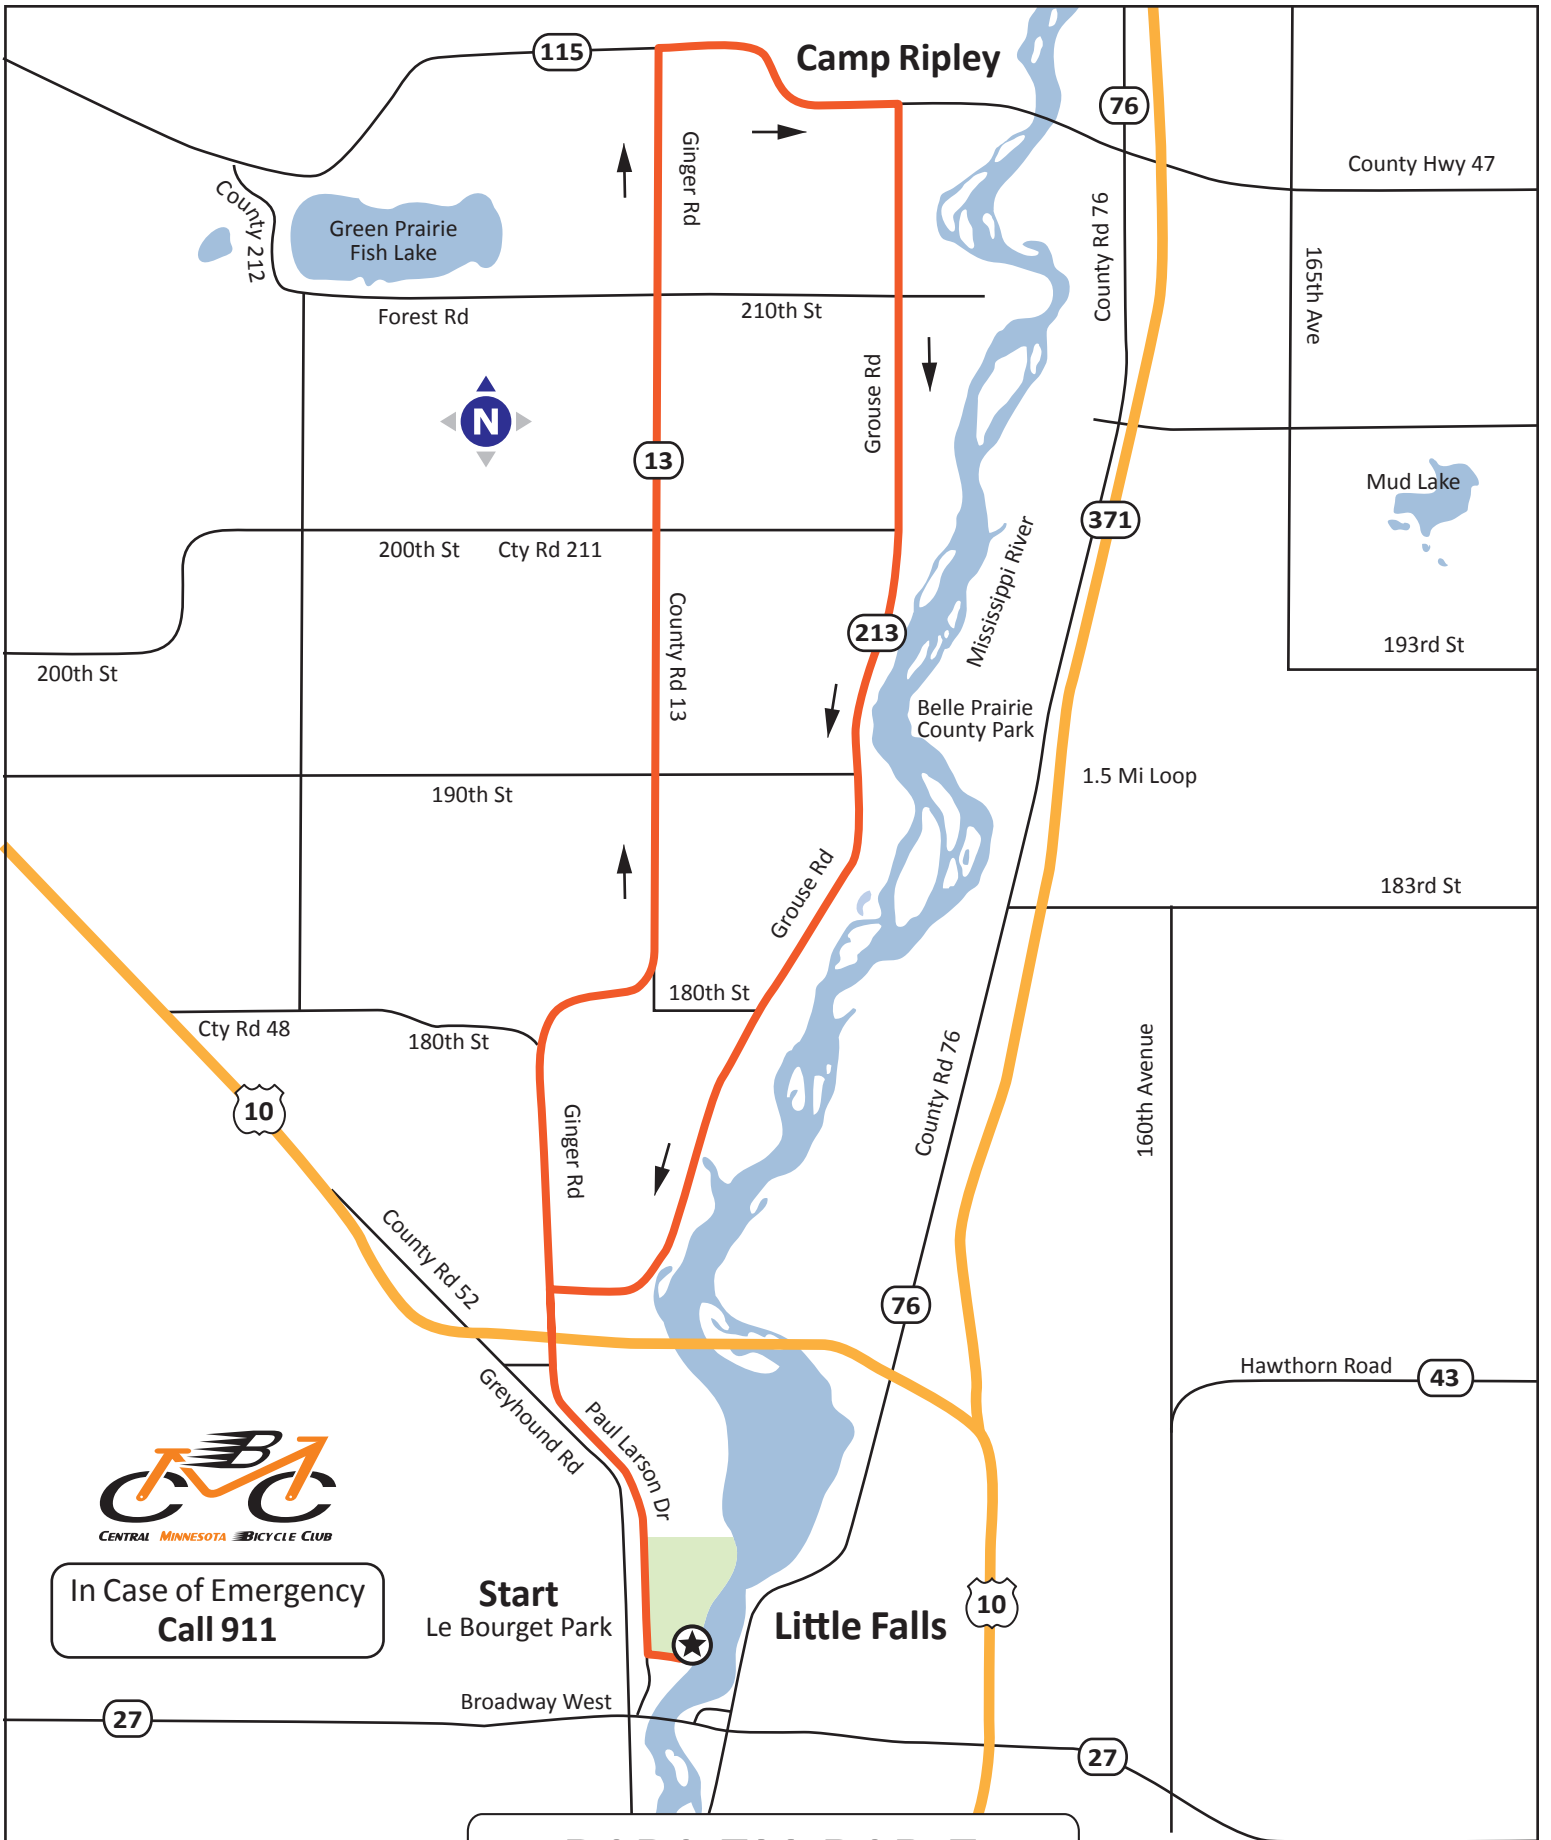 115
Camp Ripley
76
County Hwy 47
Ginger Rd
County 212
Green Prairie
Fish Lake
County Rd 76
165th Ave
Forest Rd
210th St
Grouse Rd
N
13
Mud Lake
371
200th St
Cty Rd 211
Mississippi River
County Rd 13
213
193rd St
200th St
Belle Prairie
County Park
190th St
1.5 Mi Loop
Grouse Rd
183rd St
180th St
Cty Rd 48
180th St
County Rd 76
160th Avenue
10
Ginger Rd
County Rd 52
76
Hawthorn Road
43
Greyhound Rd
Paul Larson Dr
CENTRAL MINNESOTA BICYCLE CLUB
In Case of Emergency
Call 911
Start
Le Bourget Park
Little Falls
10
Broadway West
27
27